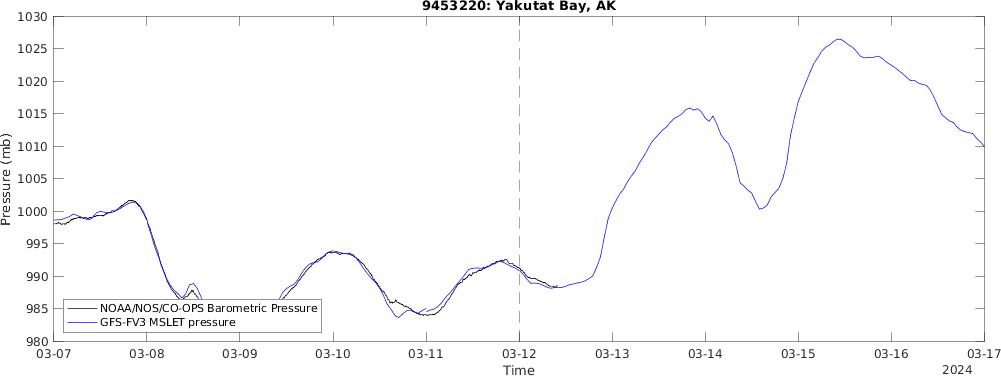 9453220: Yakutat Bay, AK
1030
1025
1020
1015
1010
1005
1000
995
990
985
980
Pressure (mb)
NOAA/NOS/CO-OPS Barometric Pressure
GFS-FV3 MSLET pressure
03-07 03-08 03-09 03-10 03-11 03-12 03-13 03-14 03-15 03-16 03-17
Time
2024